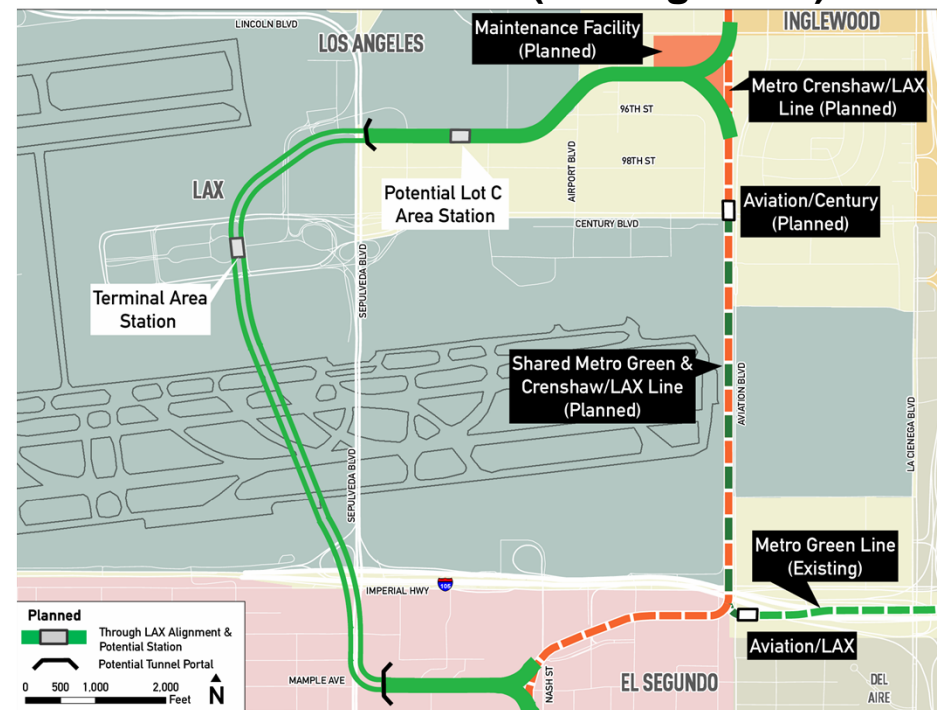 LINCOLN BLVD
LOS ANGELES
INGLEWOOD
Maintenance Facility
(Planned)
Metro Crenshaw/LAX
Line (Planned)
96TH ST
98TH ST
AIRPORT BLVD
LAX
Potential Lot C
Area Station
Aviation/Century
(Planned)
CENTURY BLVD
SEPULVEDA BLVD
Terminal Area
Station
Shared Metro Green &
Crenshaw/LAX Line
(Planned)
AVIATION BLVD
LA CIENEGA BLVD
SEPULVEDA BLVD
Metro Green Line
(Existing)
IMPERIAL HWY
105
Aviation/LAX
MAMPLE AVE
NASH ST
EL SEGUNDO
DEL
AIRE
Planned
Through LAX Alignment &
Potential Station
Potential Tunnel Portal
0 500 1,000 2,000
Feet
N